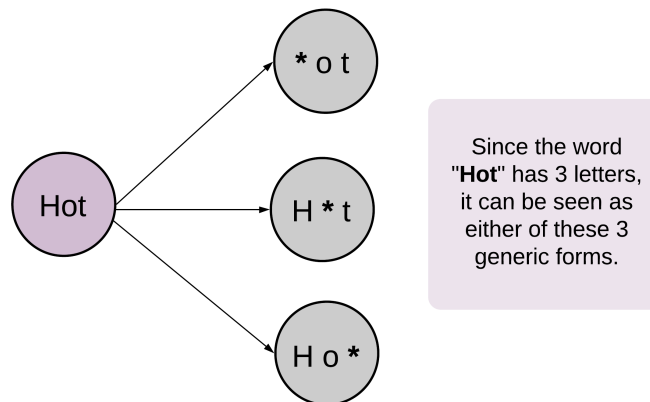 * o t
Hot
H * t
H o *
Since the word
"Hot" has 3 letters,
it can be seen as
either of these 3
generic forms.